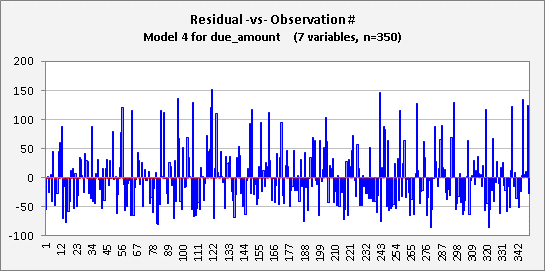 Residual -vs- Observation #
Model 4 for due_amount (7 variables, n=350)
200
150
100
50
0
-50
-100
1 12 23 34 45 56 67 78 89 100 111 122 133 144 155 166 177 188 199 210 221 232 243 254 265 276 287 298 309 320 331 342